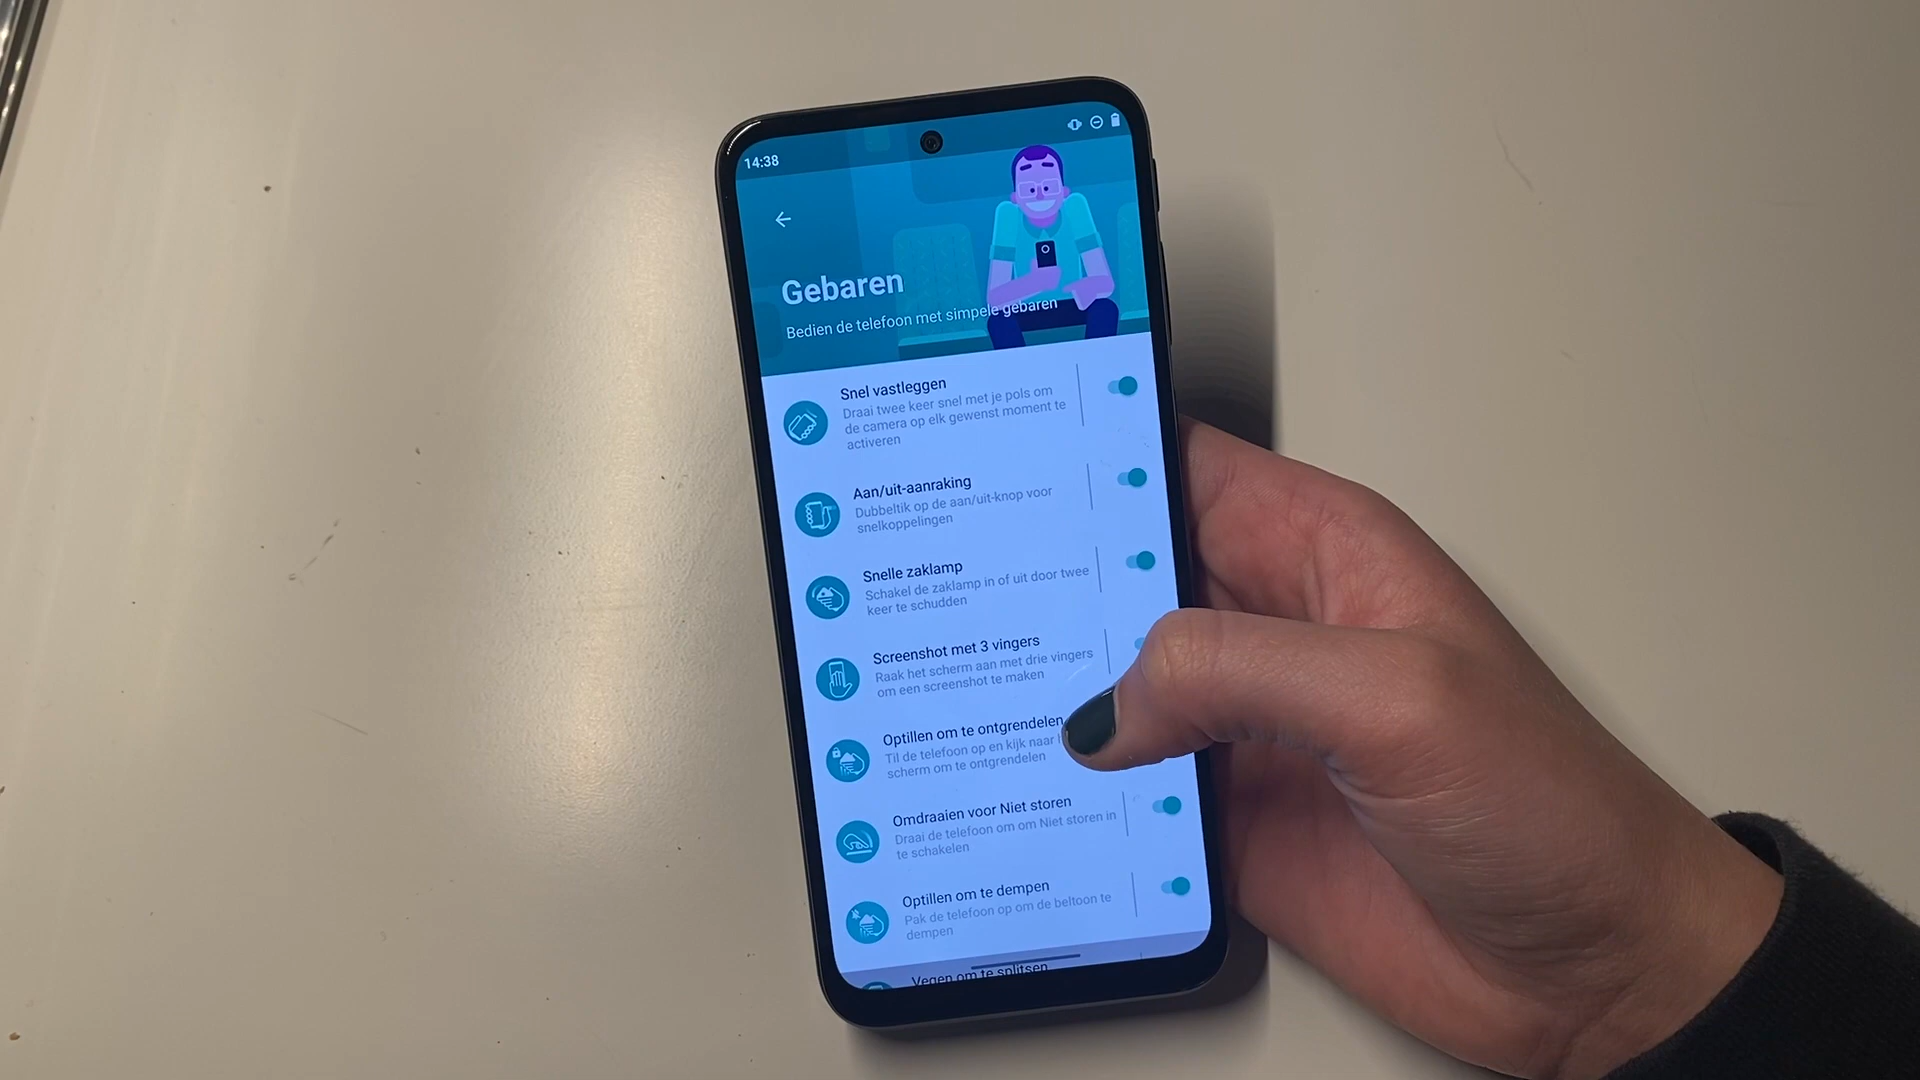 14:38
Gebaren
Bedien de telefoon met simpele gebaren
Snel vastleggen
Draai twee keer snel met je pols om
de camera op elk gewenst moment te
activeren
Aan/uit-aanraking
Dubbeltik op de aan/uit-knop voor
snelkoppelingen
Snelle zaklamp
Schakel de zaklamp in of uit door twee
keer te schudden
Screenshot met 3 vingers
Raak het scherm aan met drie vingers
om een screenshot te maken
Optillen om te ontgrendelen
Til de telefoon op en kijk naar
scherm om te ontgrendelen
Omdraaien voor Niet storen
Draai de telefoon om om Niet storen in
te schakelen
Optillen om te dempen
Pak de telefoon op om de beltoon te
dempen
Vegen om te splitsen